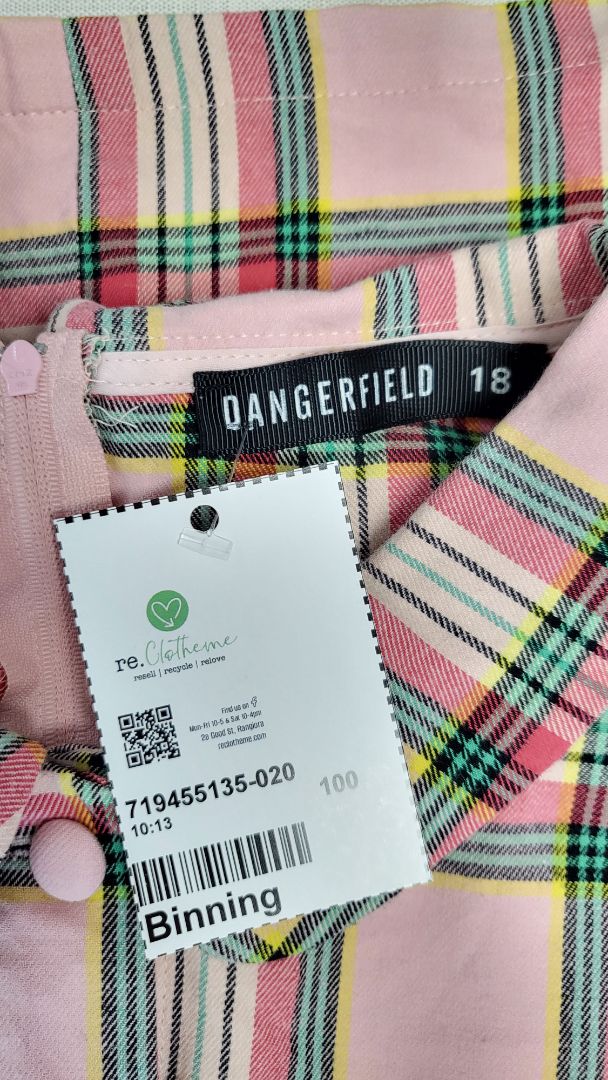 DANGERFIELD 18
re.Clotheme
resell | recycle | relove
Find us on
Mon-Fri 10-5 & Sat 10-4pm
2e Good St, Rangiora
reclotheme.com
719455135-020 100
10:13
Binning